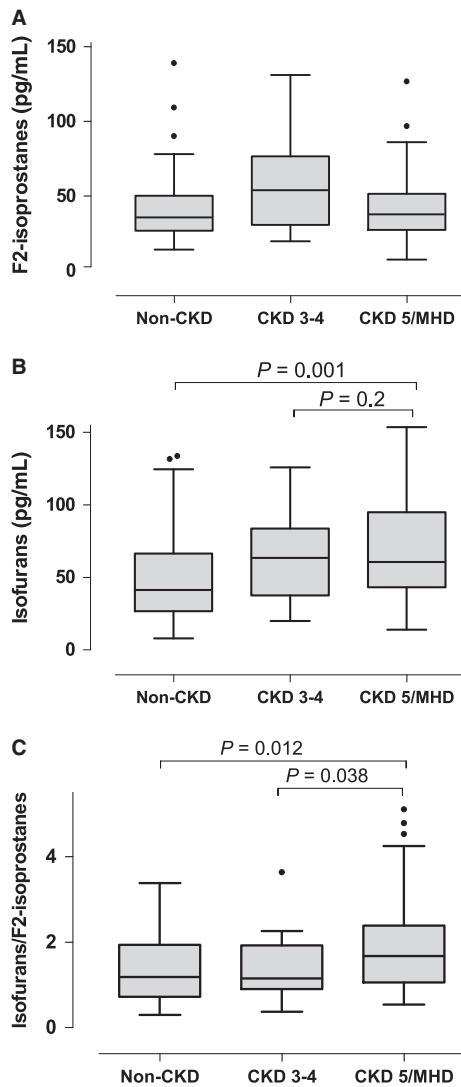 A
F2-isoprostanes (pg/mL)
150
100
50
0
Non-CKD CKD 3-4 CKD 5/MHD
B
P = 0.001
P = 0.2
Isofurans (pg/mL)
150
100
50
0
Non-CKD CKD 3-4 CKD 5/MHD
C
P = 0.012
P = 0.038
Isofurans/F2-isoprostanes
4
2
0
Non-CKD CKD 3-4 CKD 5/MHD